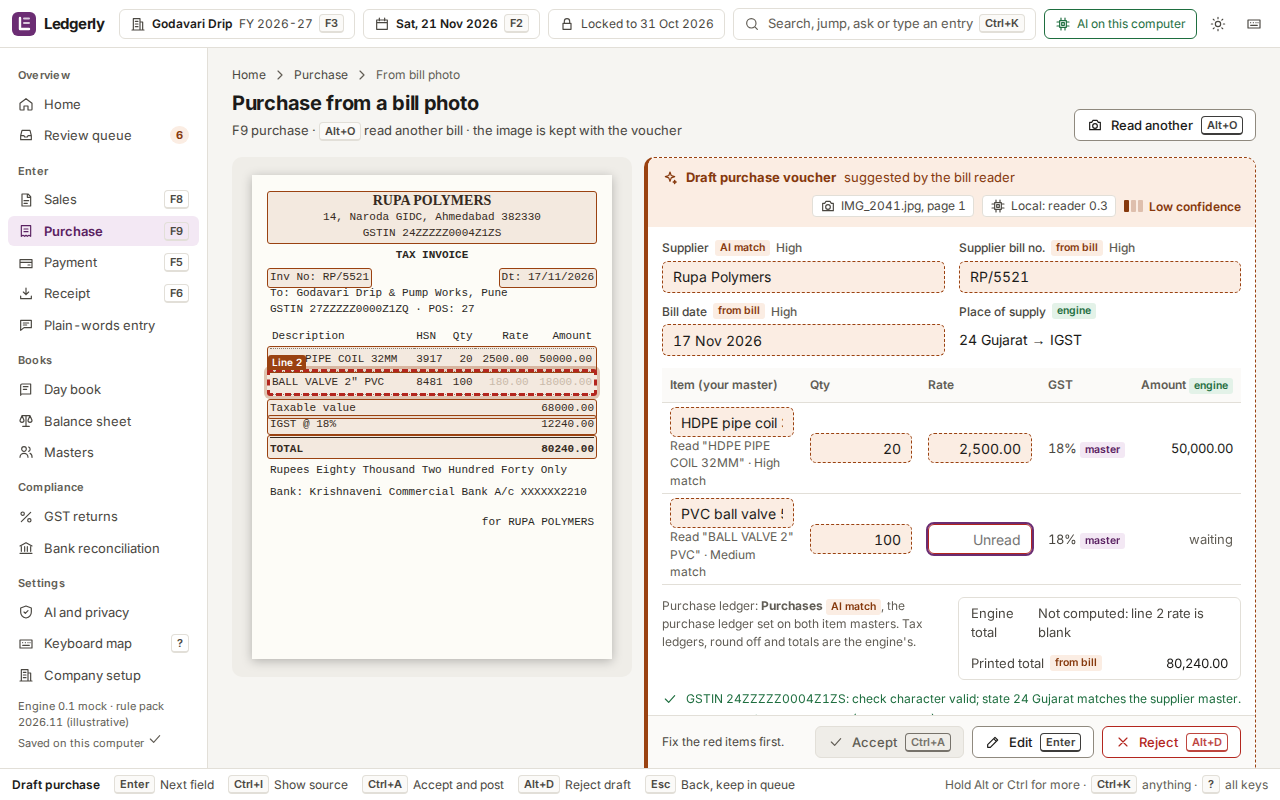 Ledgerly
Godavari Drip FY 2026-27 F3
Sat, 21 Nov 2026 F2
Locked to 31 Oct 2026
Search, jump, ask or type an entry Ctrl+K
AI on this computer
Overview
Home
Review queue 6
Enter
Sales F8
Purchase F9
Payment F5
Receipt F6
Plain-words entry
Books
Day book
Balance sheet
Masters
Compliance
GST returns
Bank reconciliation
Settings
AI and privacy
Keyboard map ?
Company setup
Engine 0.1 mock · rule pack
2026.11 (illustrative)
Saved on this computer
Home > Purchase > From bill photo
Purchase from a bill photo
F9 purchase · Alt+O read another bill · the image is kept with the voucher
Read another Alt+O
RUPA POLYMERS
14, Naroda GIDC, Ahmedabad 382330
GSTIN 24ZZZZZ0004Z1ZS
TAX INVOICE
Inv No: RP/5521 Dt: 17/11/2026
To: Godavari Drip & Pump Works, Pune
GSTIN 27ZZZZZ0000Z1ZQ · POS: 27
Description HSN Qty Rate Amount
PIPE COIL 32MM 3917 20 2500.00 50000.00
Line 2
BALL VALVE 2" PVC 8481 100 180.00 18000.00
Taxable value 68000.00
IGST @ 18% 12240.00
TOTAL 80240.00
Rupees Eighty Thousand Two Hundred Forty Only
Bank: Krishnaveni Commercial Bank A/c XXXXXX2210
for RUPA POLYMERS
Draft purchase voucher suggested by the bill reader
IMG_2041.jpg, page 1 Local: reader 0.3 Low confidence
Supplier AI match High
Rupa Polymers
Supplier bill no. from bill High
RP/5521
Bill date from bill High
17 Nov 2026
Place of supply engine
24 Gujarat → IGST
Item (your master) Qty Rate GST Amount engine
HDPE pipe coil 20 2,500.00 18% master 50,000.00
Read "HDPE PIPE
COIL 32MM" · High
match
PVC ball valve 100 Unread 18% master waiting
Read "BALL VALVE 2"
PVC" · Medium
match
Purchase ledger: Purchases AI match, the
purchase ledger set on both item masters. Tax
ledgers, round off and totals are the engine's.
Engine total Not computed: line 2 rate is blank
Printed total from bill 80,240.00
GSTIN 24ZZZZZ0004Z1ZS: check character valid; state 24 Gujarat matches the supplier master.
Fix the red items first.
Accept Ctrl+A
Edit Enter
Reject Alt+D
Draft purchase Enter Next field Ctrl+I Show source Ctrl+A Accept and post Alt+D Reject draft Esc Back, keep in queue
Hold Alt or Ctrl for more · Ctrl+K anything · ? all keys